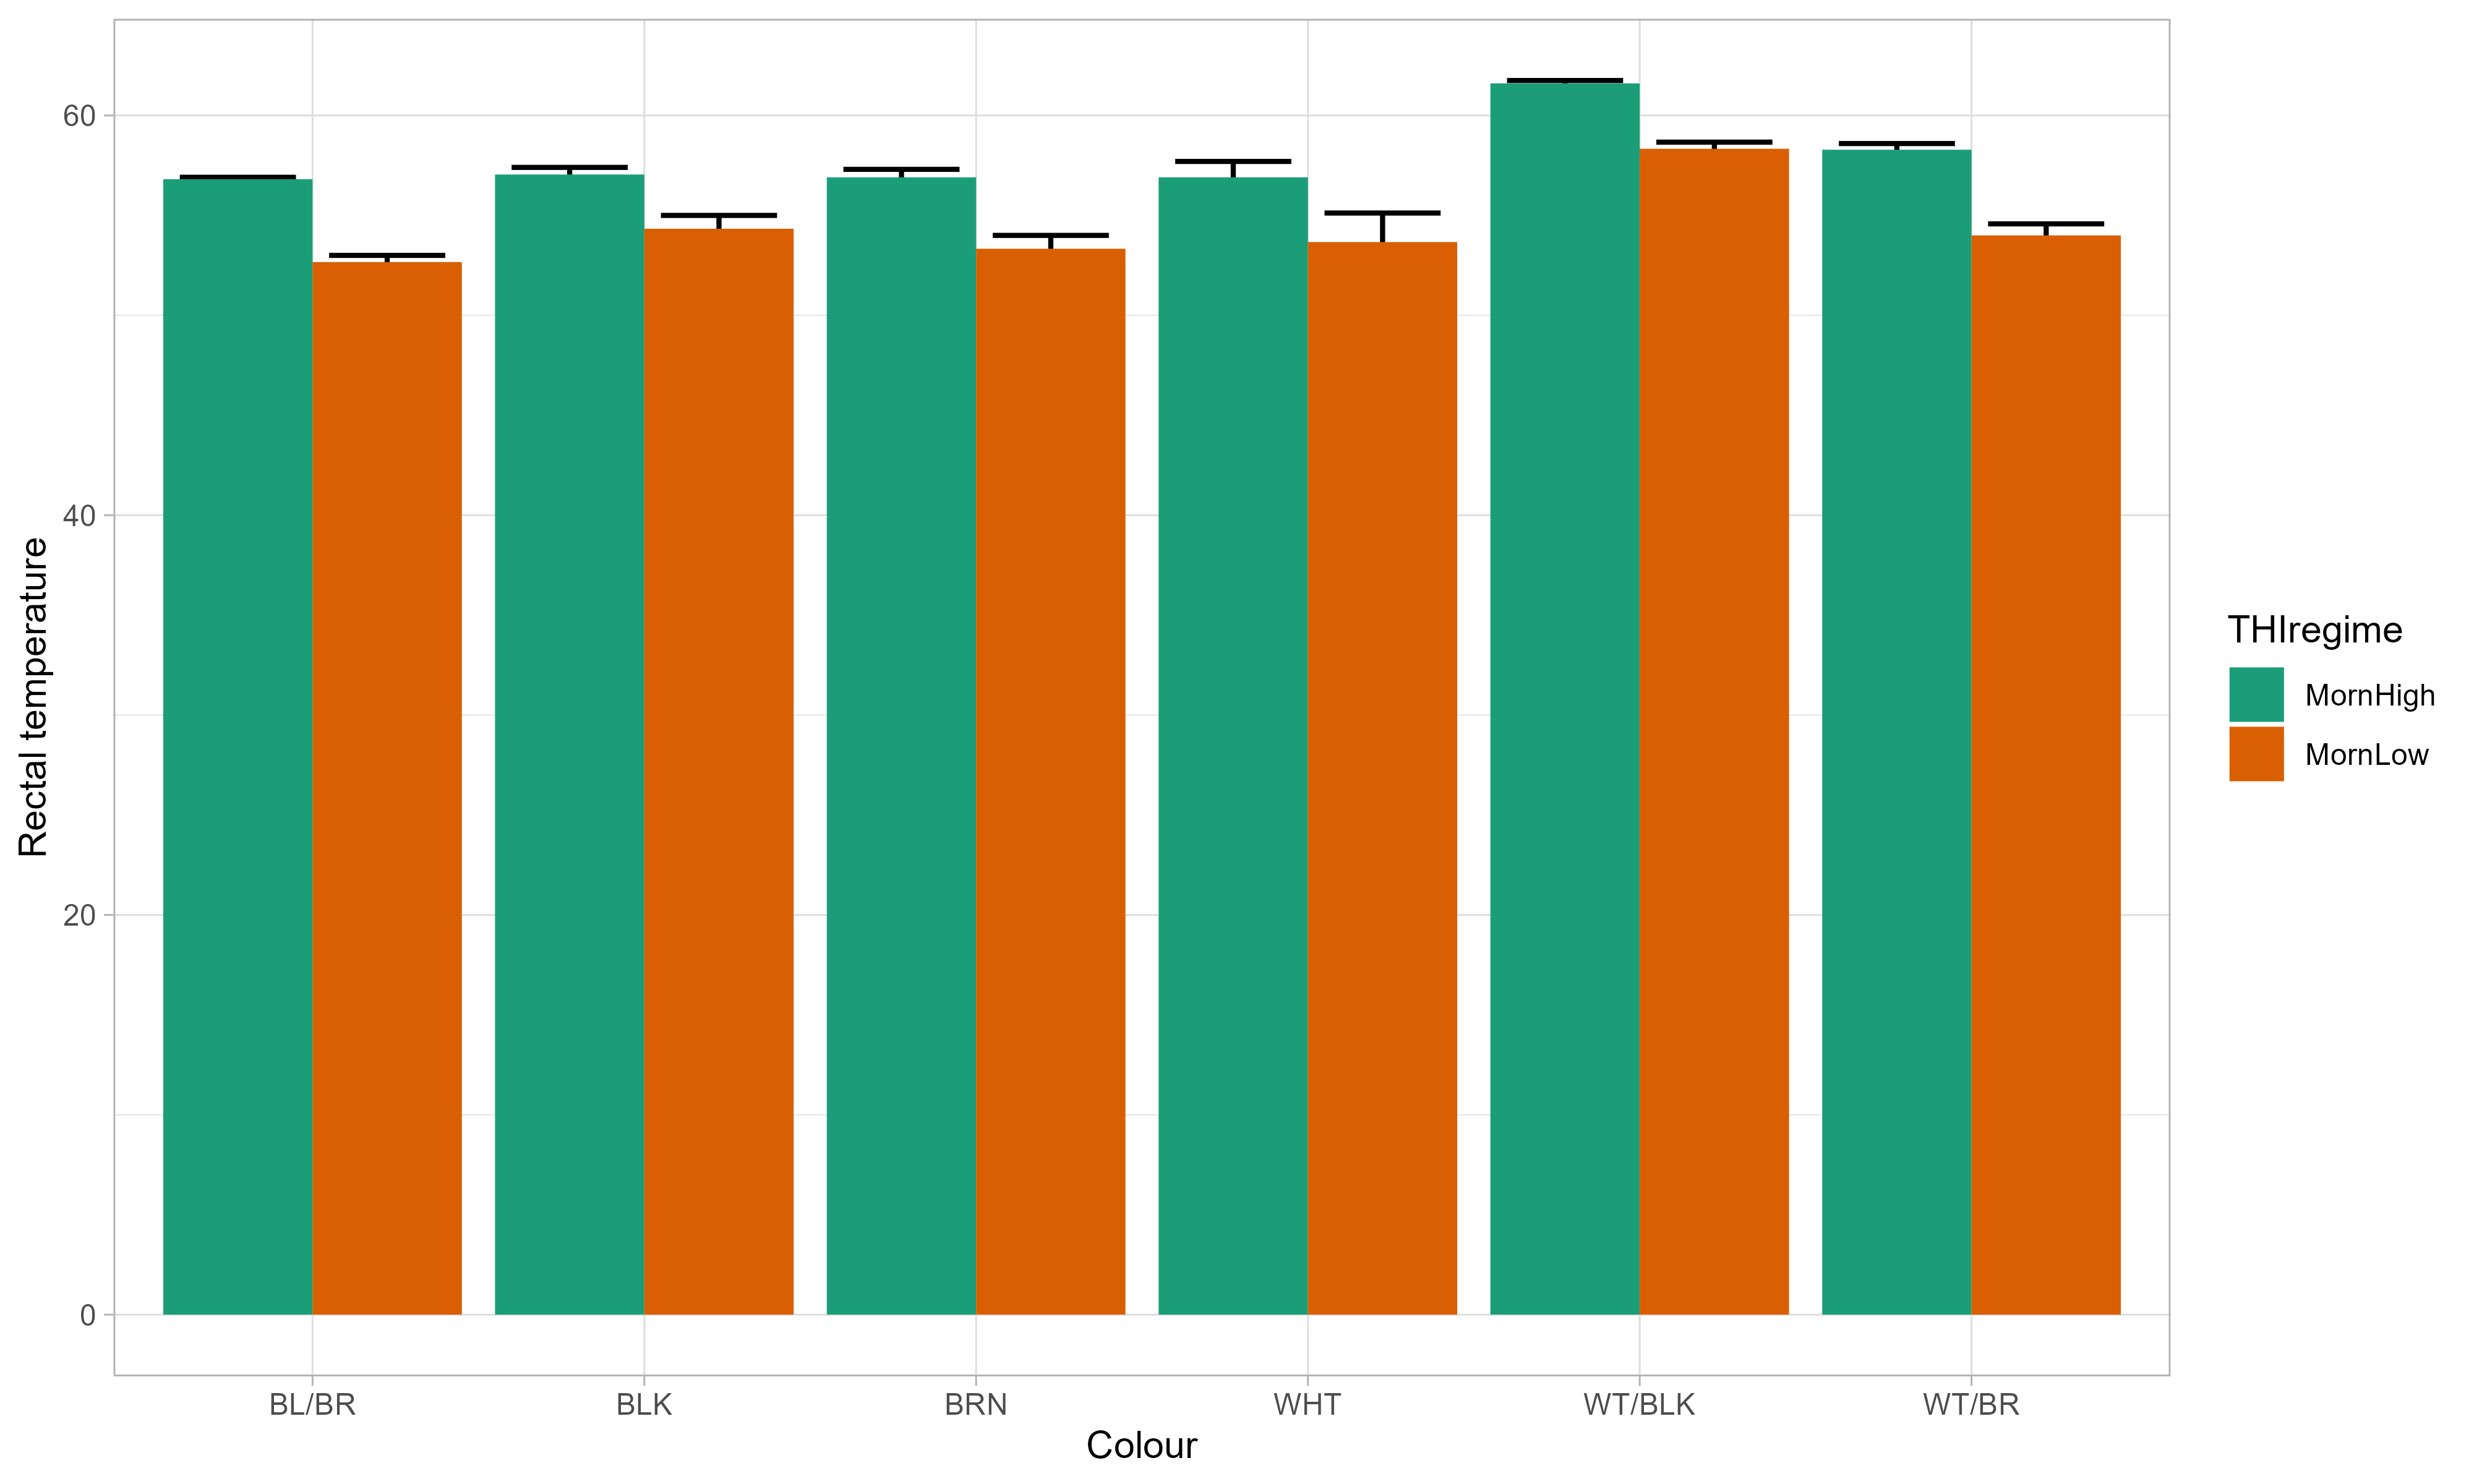 60
40
20
0
Rectal temperature
BL/BR
BLK
BRN
WHT
WT/BLK
WT/BR
Colour
THIregime
MornHigh
MornLow